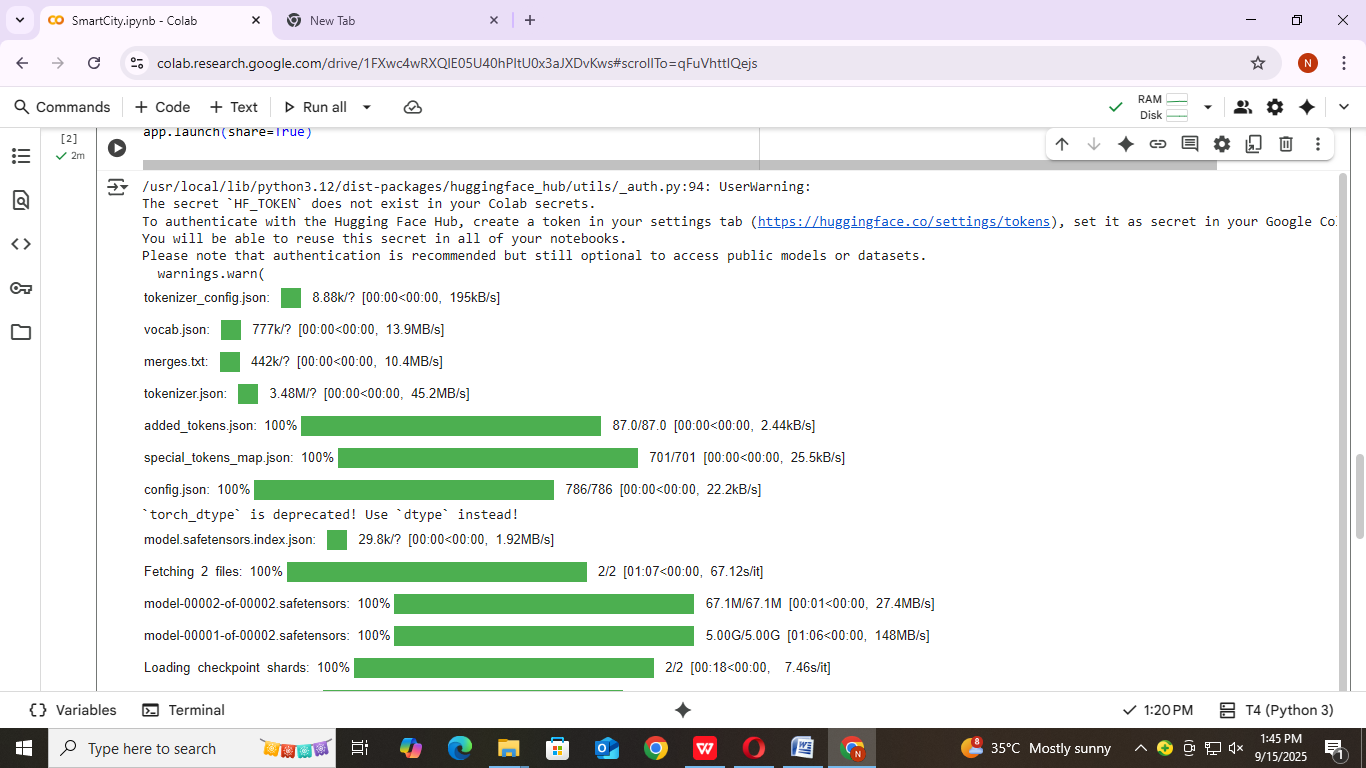 SmartCity.ipynb - Colab
New Tab
colab.research.google.com/drive/1FXwc4wRXQlE05U40hPltU0x3aJXDvKws#scrollTo=qFuVhttIQejs
N
Commands
Code
Text
Run all
RAM
Disk
[2]
2m
app.launch(share=True)
/usr/local/lib/python3.12/dist-packages/huggingface_hub/utils/_auth.py:94: UserWarning:
The secret `HF_TOKEN` does not exist in your Colab secrets.
To authenticate with the Hugging Face Hub, create a token in your settings tab (https://huggingface.co/settings/tokens), set it as secret in your Google Co
You will be able to reuse this secret in all of your notebooks.
Please note that authentication is recommended but still optional to access public models or datasets.
warnings.warn(
tokenizer_config.json: 8.88k/? [00:00<00:00, 195kB/s]
vocab.json: 777k/? [00:00<00:00, 13.9MB/s]
merges.txt: 442k/? [00:00<00:00, 10.4MB/s]
tokenizer.json: 3.48M/? [00:00<00:00, 45.2MB/s]
added_tokens.json: 100% 87.0/87.0 [00:00<00:00, 2.44kB/s]
special_tokens_map.json: 100% 701/701 [00:00<00:00, 25.5kB/s]
config.json: 100% 786/786 [00:00<00:00, 22.2kB/s]
`torch_dtype` is deprecated! Use `dtype` instead!
model.safetensors.index.json: 29.8k/? [00:00<00:00, 1.92MB/s]
Fetching 2 files: 100% 2/2 [01:07<00:00, 67.12s/it]
model-00002-of-00002.safetensors: 100% 67.1M/67.1M [00:01<00:00, 27.4MB/s]
model-00001-of-00002.safetensors: 100% 5.00G/5.00G [01:06<00:00, 148MB/s]
Loading checkpoint shards: 100% 2/2 [00:18<00:00, 7.46s/it]
Variables
Terminal
1:20 PM
T4 (Python 3)
Type here to search
W
W
N
8
35°C Mostly sunny
1:45 PM
9/15/2025
1